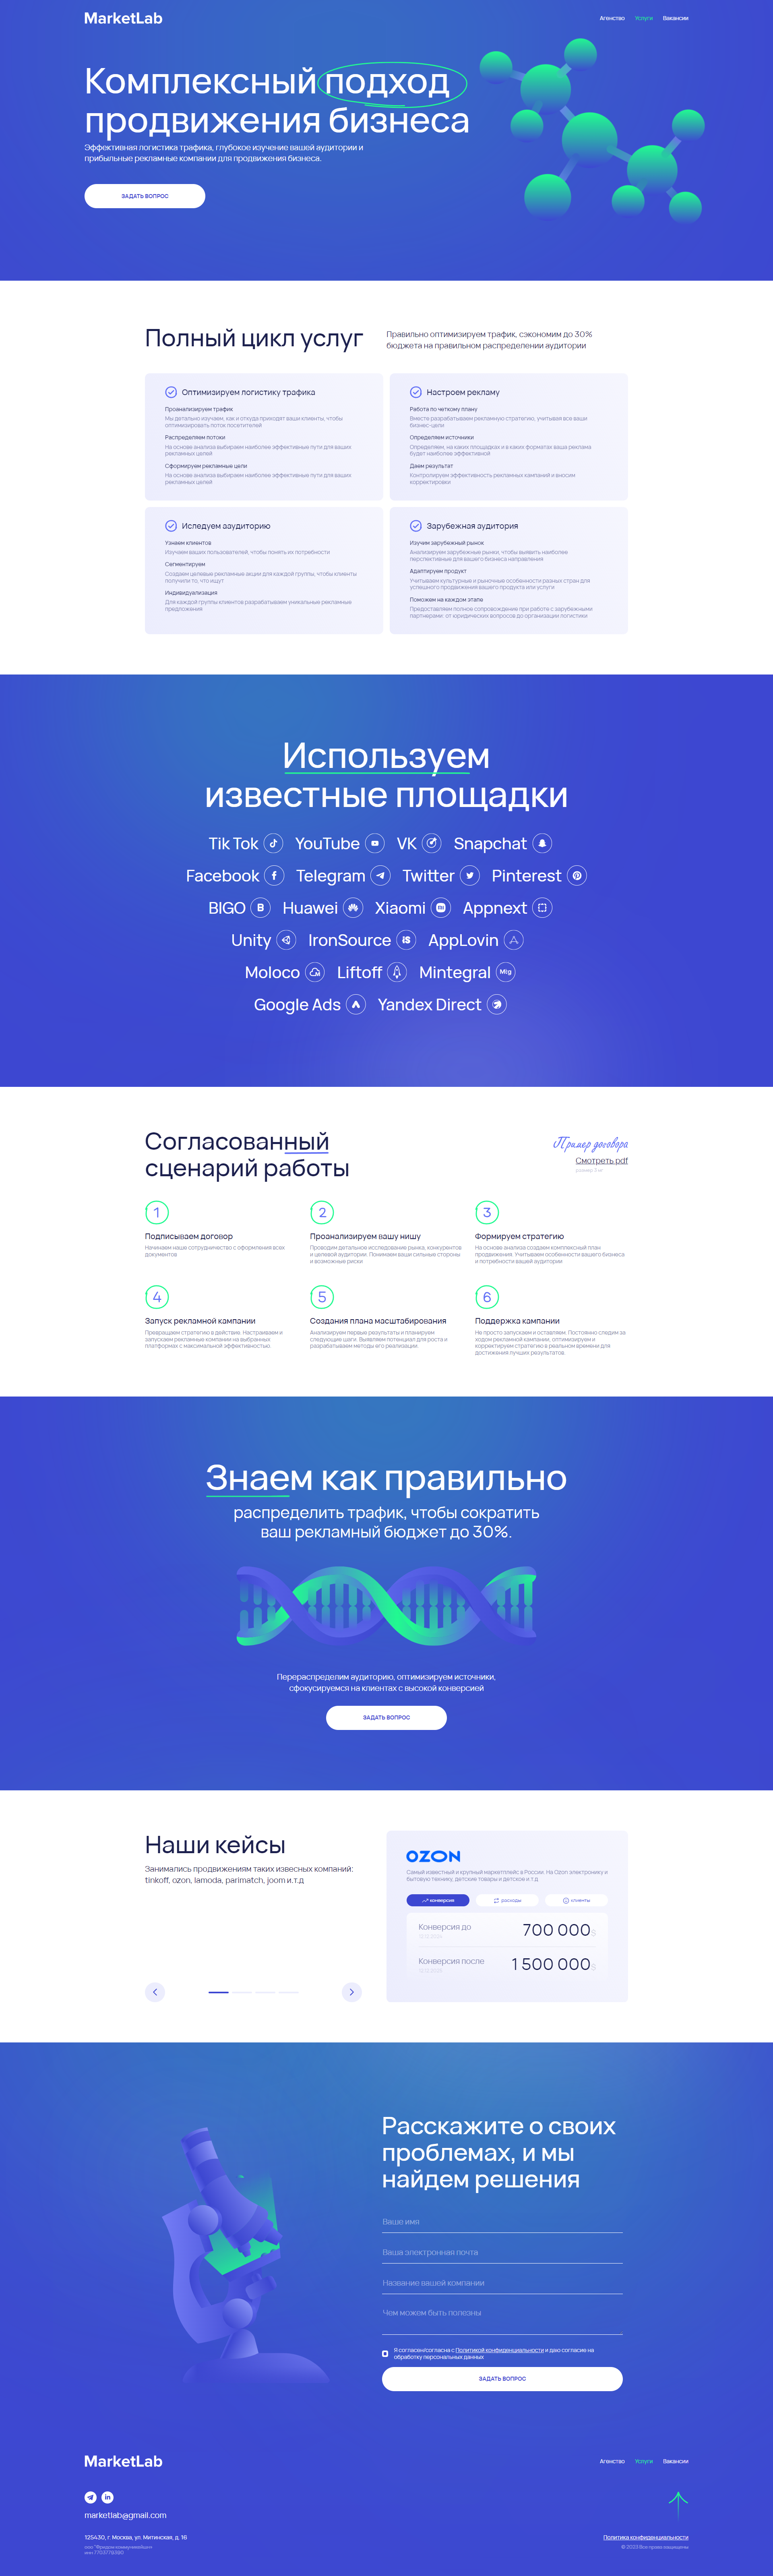 MarketLab
Агенство Услуги Вакансии
Комплексный подход
продвижения бизнеса
Эффективная логистика трафика, глубокое изучение вашей аудитории и
прибыльные рекламные компании для продвижения бизнеса.
ЗАДАТЬ ВОПРОС
Полный цикл услуг
Правильно оптимизируем трафик, сэкономим до 30%
бюджета на правильном распределении аудитории
Оптимизируем логистику трафика
Проанализируем трафик
Мы детально изучаем, как и откуда приходят ваши клиенты, чтобы
оптимизировать поток посетителей
Распределяем потоки
На основе анализа выбираем наиболее эффективные пути для ваших
рекламных целей
Сформируем рекламные цели
На основе анализа выбираем наиболее эффективные пути для ваших
рекламных целей
Настроем рекламу
Работа по четкому плану
Вместе разрабатываем рекламную стратегию, учитывая все ваши
бизнес-цели
Определяем источники
Определяем, на каких площадках и в каких форматах ваша реклама
будет наиболее эффективной
Даем результат
Контролируем эффективность рекламных кампаний и вносим
корректировки
Иследуем ааудиторию
Узнаем клиентов
Изучаем ваших пользователей, чтобы понять их потребности
Сегментируем
Создаем целевые рекламные акции для каждой группы, чтобы клиенты
получили то, что ищут
Индивидуализация
Для каждой группы клиентов разрабатываем уникальные рекламные
предложения
Зарубежная аудитория
Изучим зарубежный рынок
Анализируем зарубежные рынки, чтобы выявить наиболее
перспективные для вашего бизнеса направления
Адаптируем продукт
Учитываем культурные и рыночные особенности разных стран для
успешного продвижения вашего продукта или услуги
Поможем на каждом этапе
Предоставляем полное сопровождение при работе с зарубежными
партнерами: от юридических вопросов до организации логистики
Используем
известные площадки
TikTok YouTube VK Snapchat
Facebook Telegram Twitter Pinterest
BIGO B Huawei Xiaomi Appnext
Unity IronSource iS AppLovin
Moloco Liftoff Mintegral Mtg
Google Ads Yandex Direct
Согласованный
сценарий работы
Пример договора
Смотреть pdf
1
Подписываем договор
Начинаем наше сотрудничество с оформления всех
документов
2
Проанализируем вашу нишу
Проводим детальное исследование рынка, конкурентов
и целевой аудитории. Понимаем ваши сильные стороны
и возможные риски
3
Формируем стратегию
На основе анализа создаем комплексный план
продвижения. Учитываем особенности вашего бизнеса
и потребности вашей аудитории
4
Запуск рекламной кампании
Превращаем стратегию в действие. Настраиваем и
запускаем рекламные кампании на выбранных
платформах с максимальной эффективностью.
5
Создания плана масштабирования
Анализируем первые результаты и планируем
следующие шаги. Выявляем потенциал для роста и
разрабатываем методы его реализации
6
Поддержка кампании
Не просто запускаем и оставляем. Постоянно следим за
ходом рекламной кампании, оптимизируем и
корректируем стратегию в реальном времени для
достижения лучших результатов.
Знаем как правильно
распределить трафик, чтобы сократить
ваш рекламный бюджет до 30%.
Перераспределим аудиторию, оптимизируем источники,
сфокусируемся на клиентах с высокой конверсией
ЗАДАТЬ ВОПРОС
Наши кейсы
Занимались продвижениям таких извесных компаний:
tinkoff, ozon, lamoda, parimatch, joom и.т.д
OZON
Самый известный и крупный маркетплейс в России. На Ozon электронику и
бытовую технику, детские товары и детское и т.д.
конверсия расходы клиенты
Конверсия до 700 000
Конверсия после 1 500 000
Расскажите о своих
проблемах, и мы
найдем решения
Ваше имя
Ваша электронная почта
Название вашей компании
Чем можем быть полезны
Я согласен/согласна с Политикой конфиденциальности и даю согласие на
обработку персональных данных
ЗАДАТЬ ВОПРОС
MarketLab
Агенство Услуги Вакансии
in
marketlab@gmail.com
125430, г. Москва, ул. Митинская, д. 16
Политика конфиденциальности
© 2023 Все права защищены